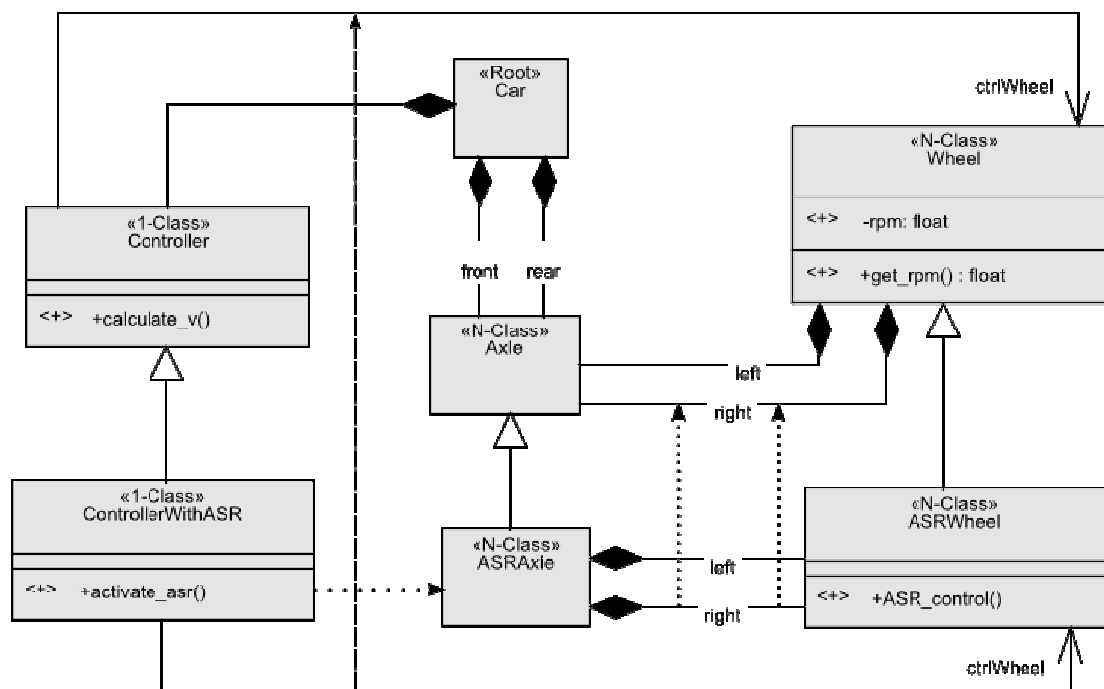 «Root»
Car
ctrlWheel
«N-Class»
Wheel
<+> -rpm: float
<+> +get_rpm() : float
«1-Class»
Controller
<+> +calculate_v()
front
rear
«N-Class»
Axle
left
right
«1-Class»
ControllerWithASR
<+> +activate_asr()
«N-Class»
ASRAxle
left
right
«N-Class»
ASRWheel
<+> +ASR_control()
ctrlWheel